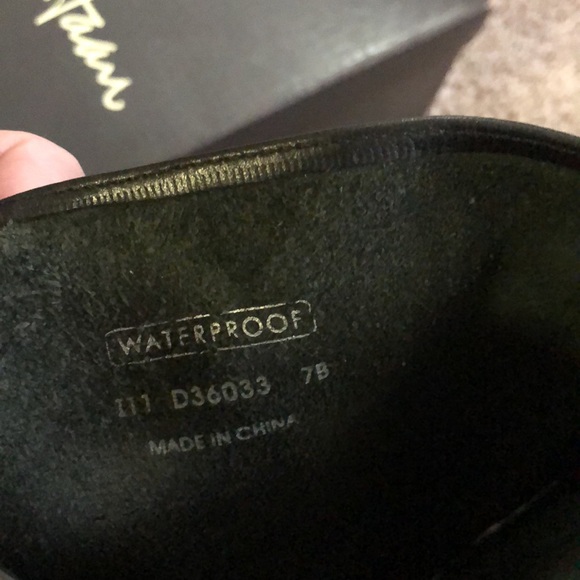 WATERPROOF
I11 D36033 7B
MADE IN CHINA